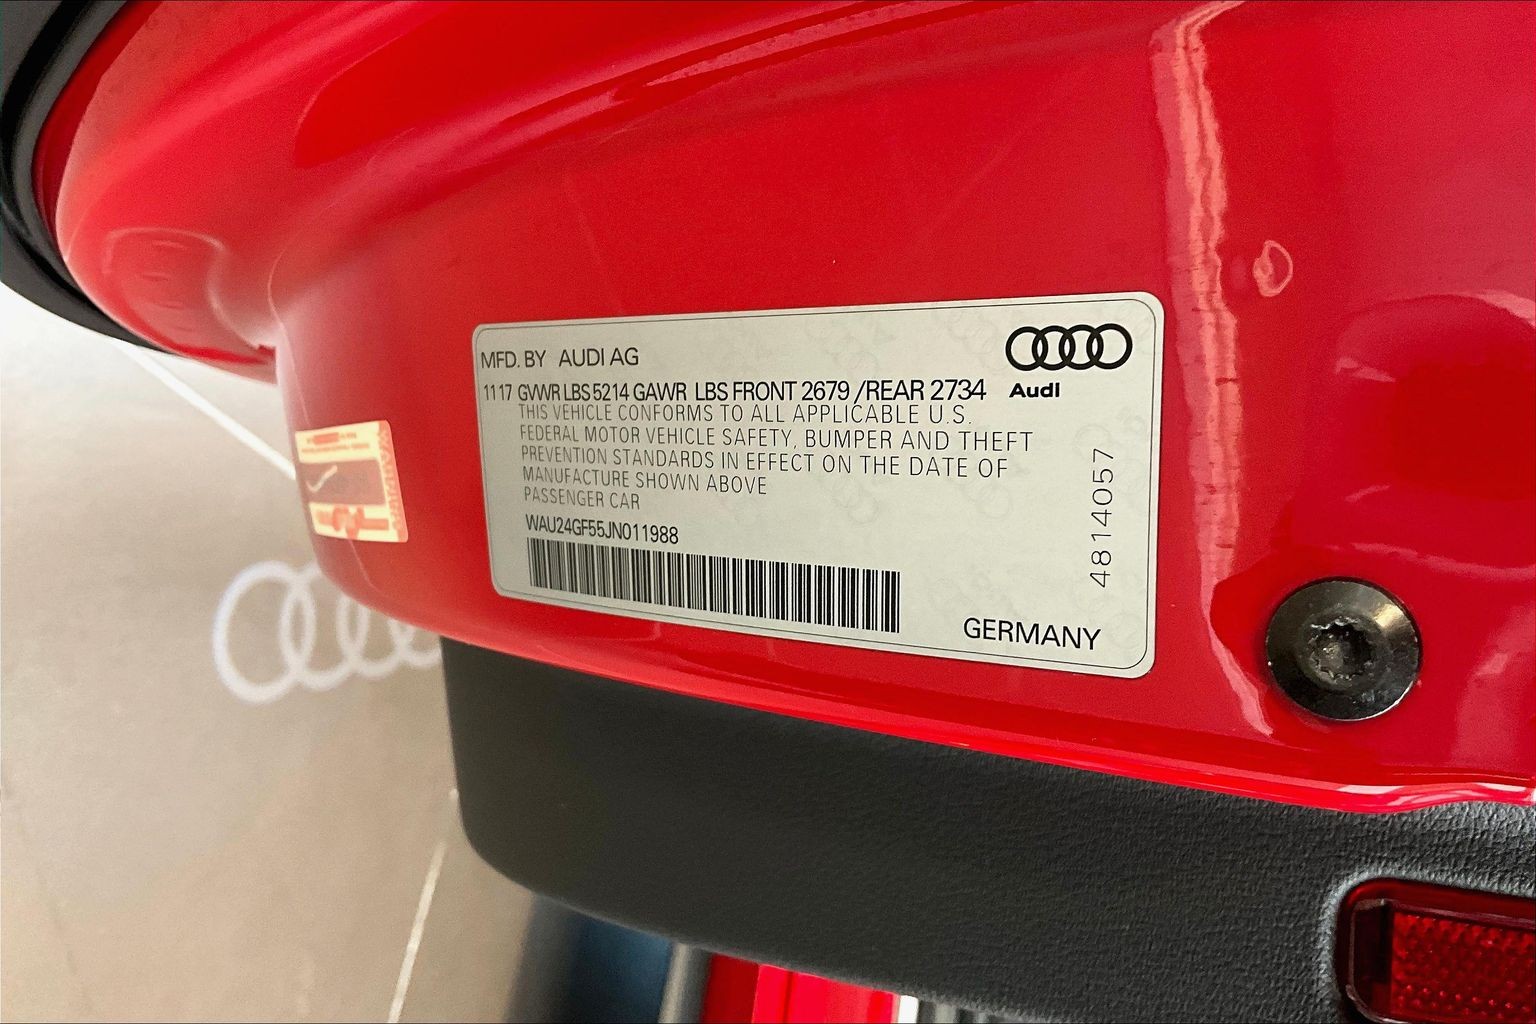 MFD. BY AUDI AG
11 17 GVWR LBS 5214 GAWR LBS FRONT 2679 /REAR 2734
Audi
THIS VEHICLE CONFORMS TO ALL APPLICABLE U.S.
FEDERAL MOTOR VEHICLE SAFETY, BUMPER AND THEFT
PREVENTION STANDARDS IN EFFECT ON THE DATE OF
MANUFACTURE SHOWN ABOVE
PASSENGER CAR
WAU24GF55JN011988
4814057
GERMANY